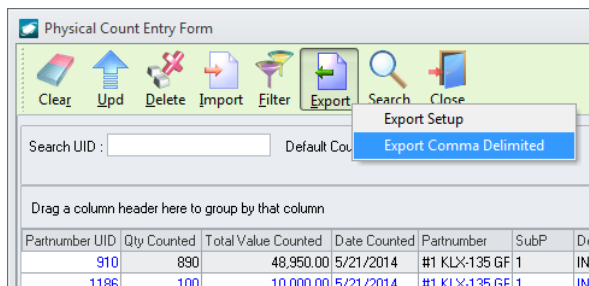 Physical Count Entry Form
Clear Upd Delete Import Filter Export Search Close
Export Setup
Export Comma Delimited
Search UID : Default Cou
Drag a column header here to group by that column
Partnumber UID Qty Counted Total Value Counted Date Counted Partnumber SubP De
910 890 48,950.00 5/21/2014 #1 KLX-135 GF 1 IN
1186 100 10,000.00 5/21/2014 #1 KLX-135 GF 1 IN